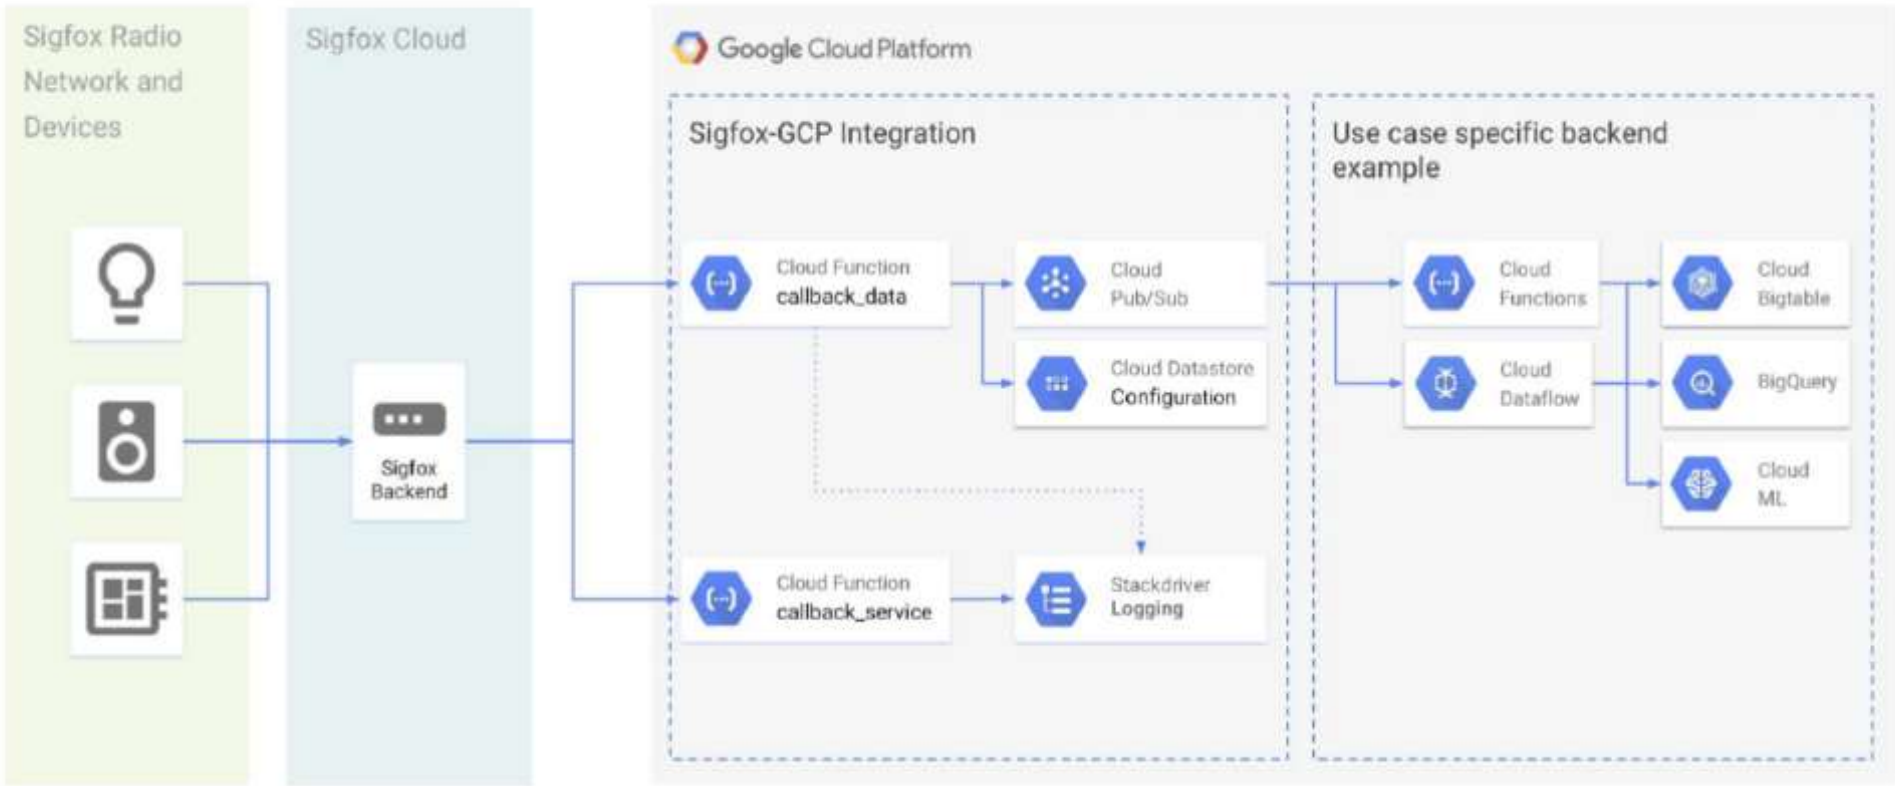 Sigfox Radio
Network and
Devices
Sigfox Cloud
Sigfox
Backend
Google Cloud Platform
Sigfox-GCP Integration
Cloud Function
callback_data
Cloud
Pub/Sub
Cloud Datastore
Configuration
Cloud Function
callback_service
Stackdriver
Logging
Use case specific backend
example
Cloud
Functions
Cloud
Dataflow
Cloud
Bigtable
BigQuery
Cloud
ML